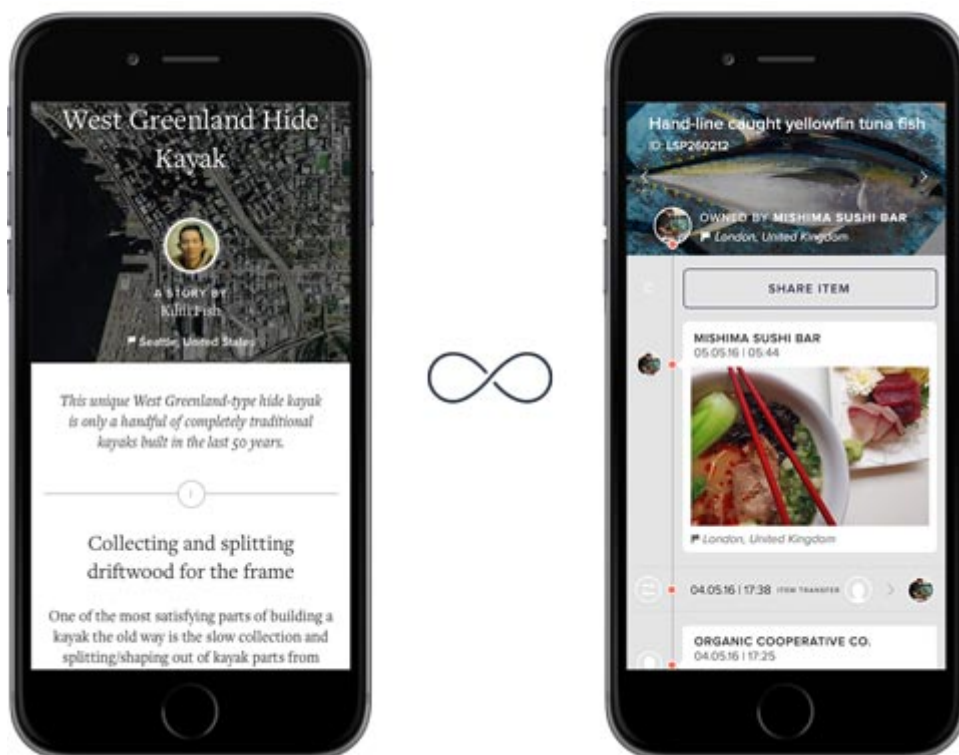 West Greenland Hide
Kayak
A STORY BY
Kiliii Fish
Seattle, United States
This unique West Greenland-type hide kayak
is only a handful of completely traditional
kayaks built in the last 50 years.
1
Collecting and splitting
driftwood for the frame
One of the most satisfying parts of building a
kayak the old way is the slow collection and
splitting/shaping out of kayak parts from
Hand-line caught yellowfin tuna fish
ID: LSP260212
OWNED BY MISHIMA SUSHI BAR
London, United Kingdom
SHARE ITEM
MISHIMA SUSHI BAR
05.05.16 | 05:44
London, United Kingdom
04.05.16 | 17:38 ITEM TRANSFER
ORGANIC COOPERATIVE CO.
04.05.16 | 17:25